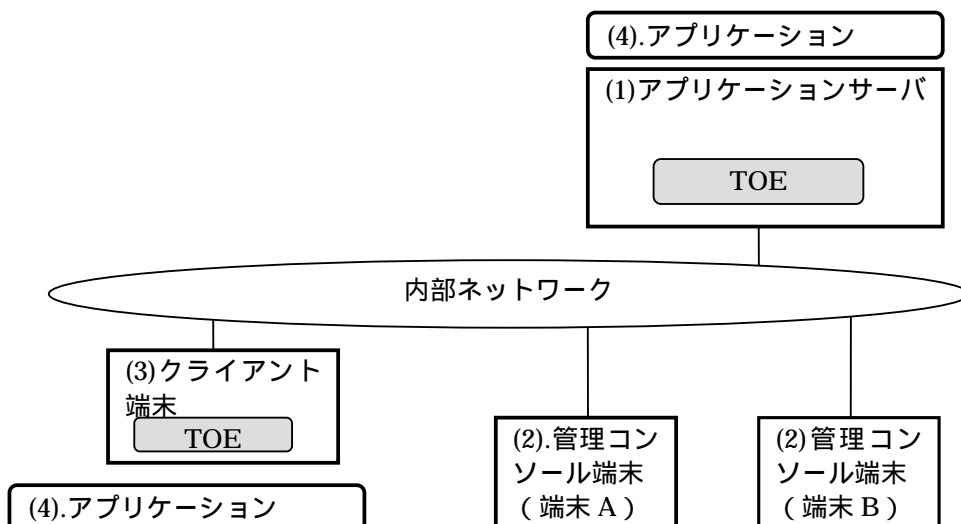 (4).アプリケーション
(1)アプリケーションサーバ
TOE
内部ネットワーク
(3)クライアント
端末
TOE
(4).アプリケーション
(2).管理コン
ソール端末
(端末 A)
(2)管理コン
ソール端末
(端末 B)